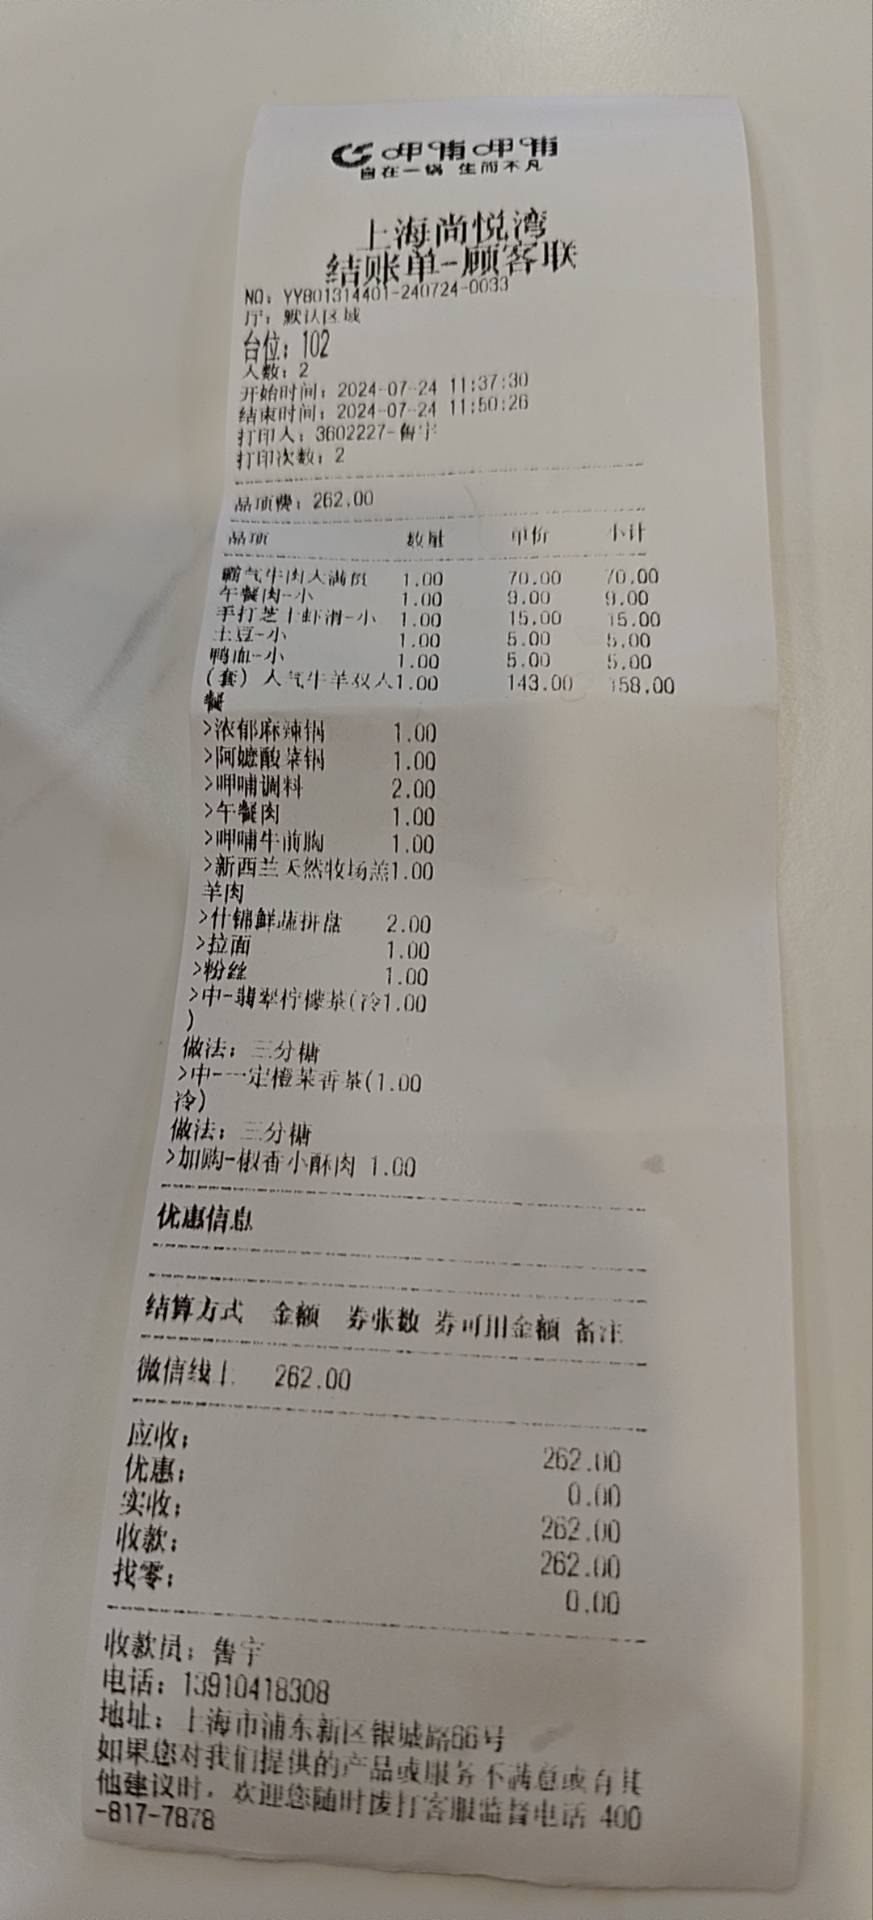 呷哺呷哺
自在一锅 生而不凡
上海尚悦湾
结账单-顾客联
NO: YY801314401-240724-0033
厅: 默认区域
台位: 102
人数: 2
开始时间: 2024-07-24 11:37:30
结束时间: 2024-07-24 11:50:26
打印人: 3602227-鲁宇
打印次数: 2
品项费: 262.00
品项 数量 单价 小计
霸气牛肉大满贯 1.00 70.00 70.00
午餐肉-小 1.00 9.00 9.00
手打芝士虾滑-小 1.00 15.00 15.00
土豆-小 1.00 5.00 5.00
鸭血-小 1.00 5.00 5.00
(套) 人气牛羊双人1.00 143.00 158.00
餐
>浓郁麻辣锅 1.00
>阿嬷酸菜锅 1.00
>呷哺调料 2.00
>午餐肉 1.00
>呷哺牛前胸 1.00
>新西兰天然牧场羔1.00
羊肉
>什锦鲜蔬拼盘 2.00
>拉面 1.00
>粉丝 1.00
>中-翡翠柠檬茶(冷1.00
)
做法: 三分糖
>中-一定橙茉香茶(1.00
冷)
做法: 三分糖
>加购-椒香小酥肉 1.00
优惠信息
结算方式 金额 券张数 券可用金额 备注
微信线上 262.00
应收: 262.00
优惠: 0.00
实收: 262.00
收款: 262.00
找零: 0.00
收款员: 鲁宇
电话: 13910418308
地址: 上海市浦东新区银城路66号
如果您对我们提供的产品或服务不满意或有其
他建议时，欢迎您随时拨打客服监督电话 400
-817-7878